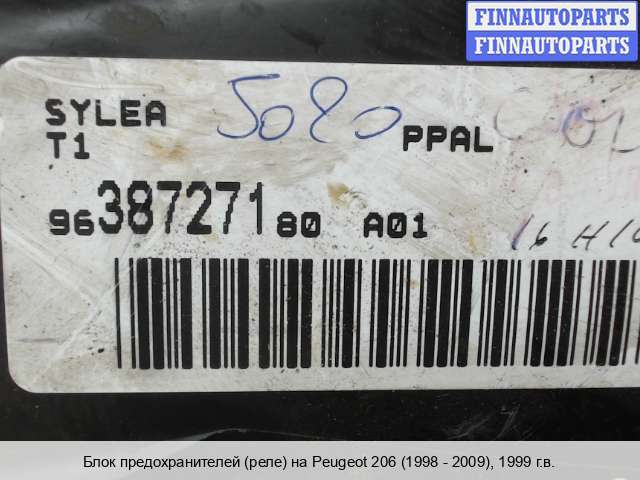 FINNAUTOPARTS
FINNAUTOPARTS
SYLEA 5080
T1 PPAL
9638727180 A01
Блок предохранителей (реле) на Peugeot 206 (1998 - 2009), 1999 г.в.